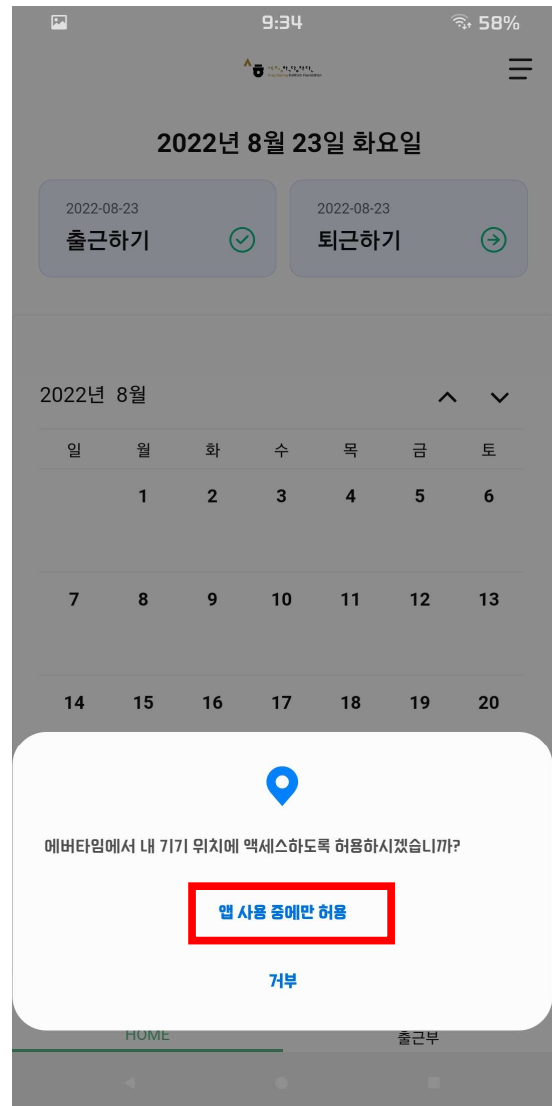 9:34
58%
2022년 8월 23일 화요일
2022-08-23
출근하기
2022-08-23
퇴근하기
2022년 8월
일 월 화 수 목 금 토
1 2 3 4 5 6
7 8 9 10 11 12 13
14 15 16 17 18 19 20
에버타임에서 내 기기 위치에 액세스하도록 허용하시겠습니까?
앱 사용 중에만 허용
거부
HOME
출근부